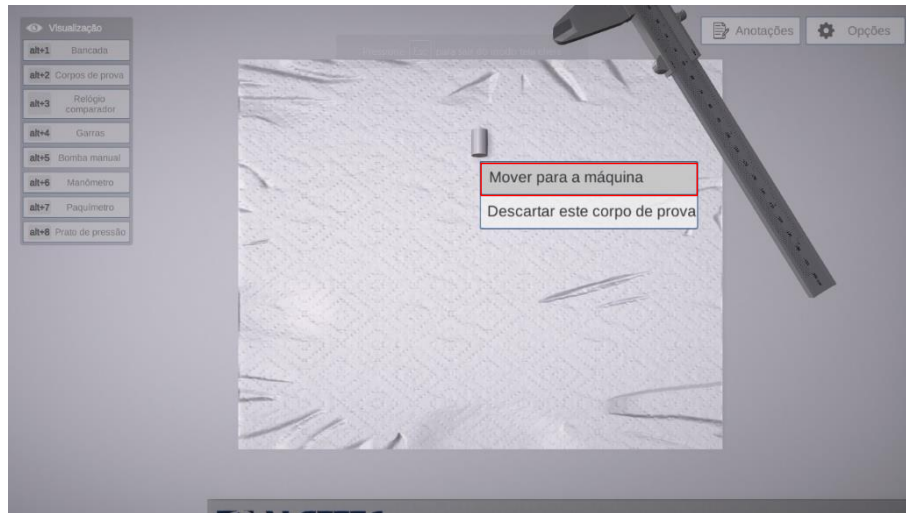 Visualização
alt+1 Bancada
alt+2 Corpos de prova
alt+3 Relógio
comparador
alt+4 Garras
alt+5 Bomba manual
alt+6 Manômetro
alt+7 Paquímetro
alt+8 Prato de pressão
Anotações
Opções
Mover para a máquina
Descartar este corpo de prova